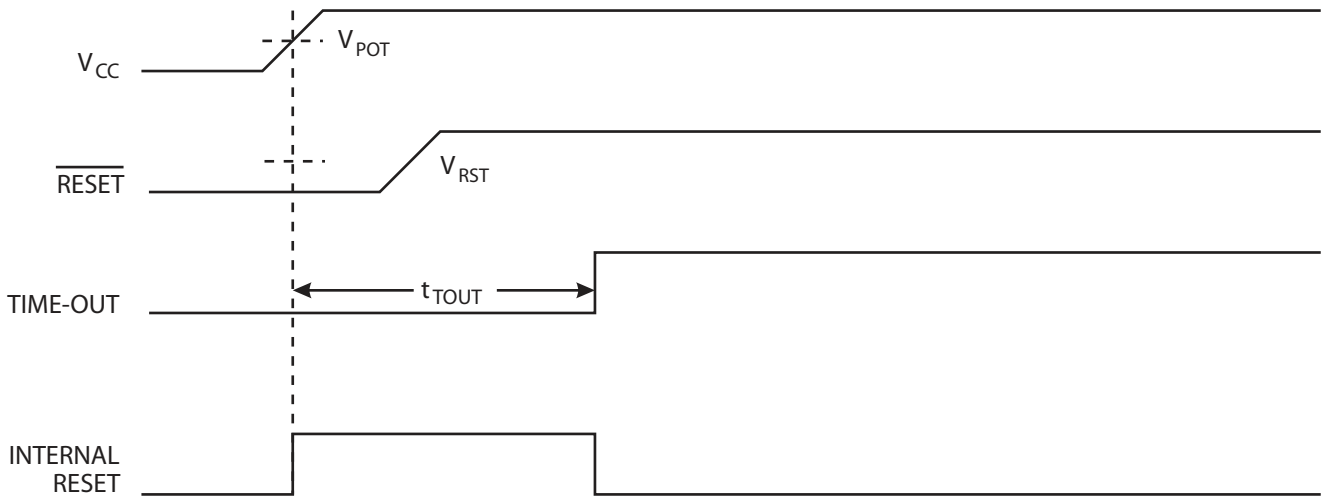 V_CC
V_POT
RESET
V_RST
TIME-OUT
t_TOUT
INTERNAL
RESET